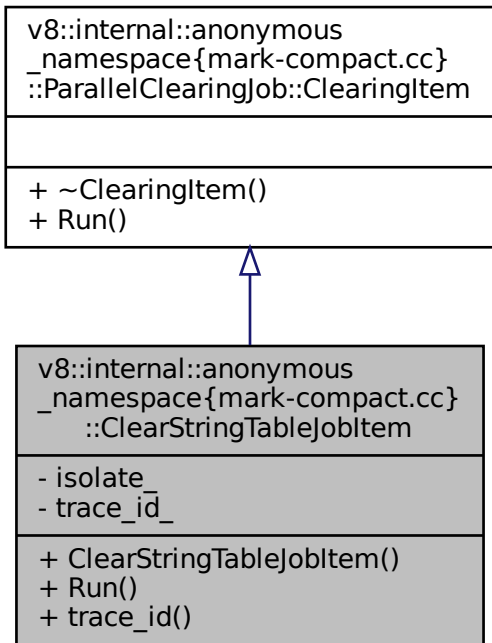 v8::internal::anonymous
_namespace{mark-compact.cc}
::ParallelClearingJob::ClearingItem
+ ~ClearingItem()
+ Run()
v8::internal::anonymous
_namespace{mark-compact.cc}
::ClearStringTableJobItem
- isolate_
- trace_id_
+ ClearStringTableJobItem()
+ Run()
+ trace_id()